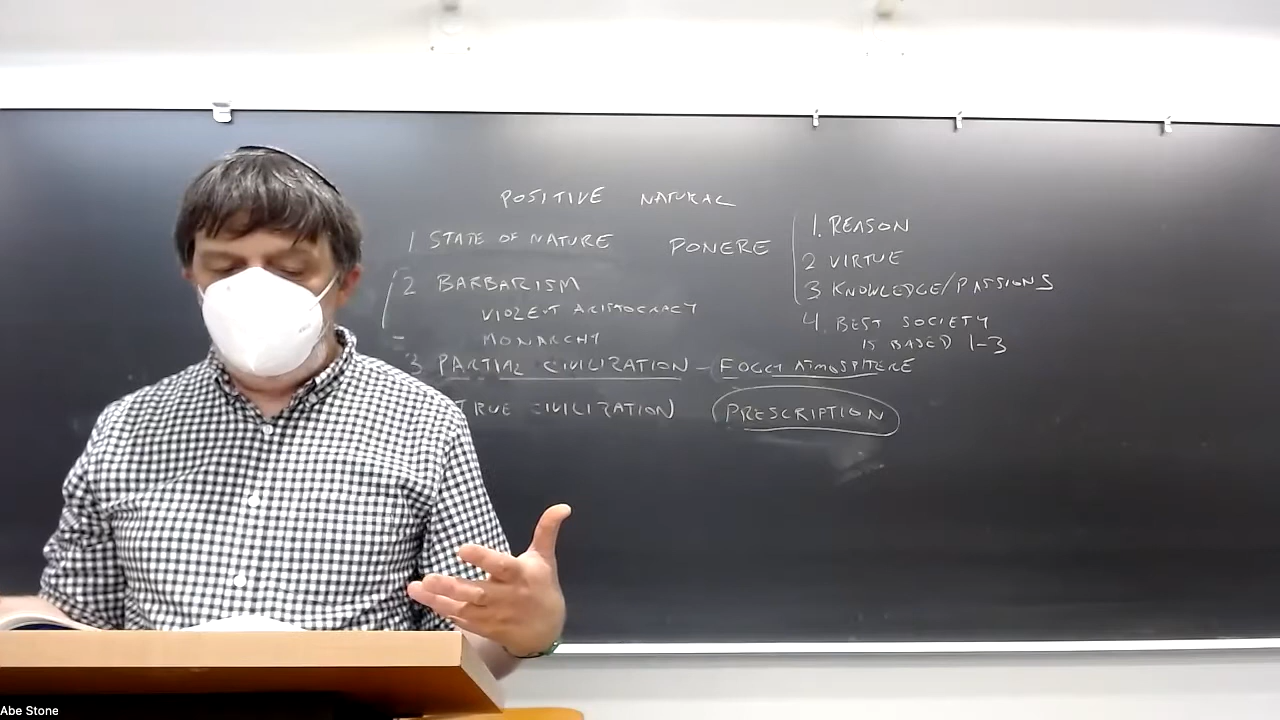 POSITIVE NATURAL
1 STATE OF NATURE
PONERE
2 BARBARISM
VIOLENT ARISTOCRACY
MONARCHY
3 PARTIAL CIVILIZATION - FOGGY ATMOSPHERE
TRUE CIVILIZATION
PRESCRIPTION
1. REASON
2 VIRTUE
3 KNOWLEDGE/PASSIONS
4. BEST SOCIETY
IS BASED 1-3
Abe Stone